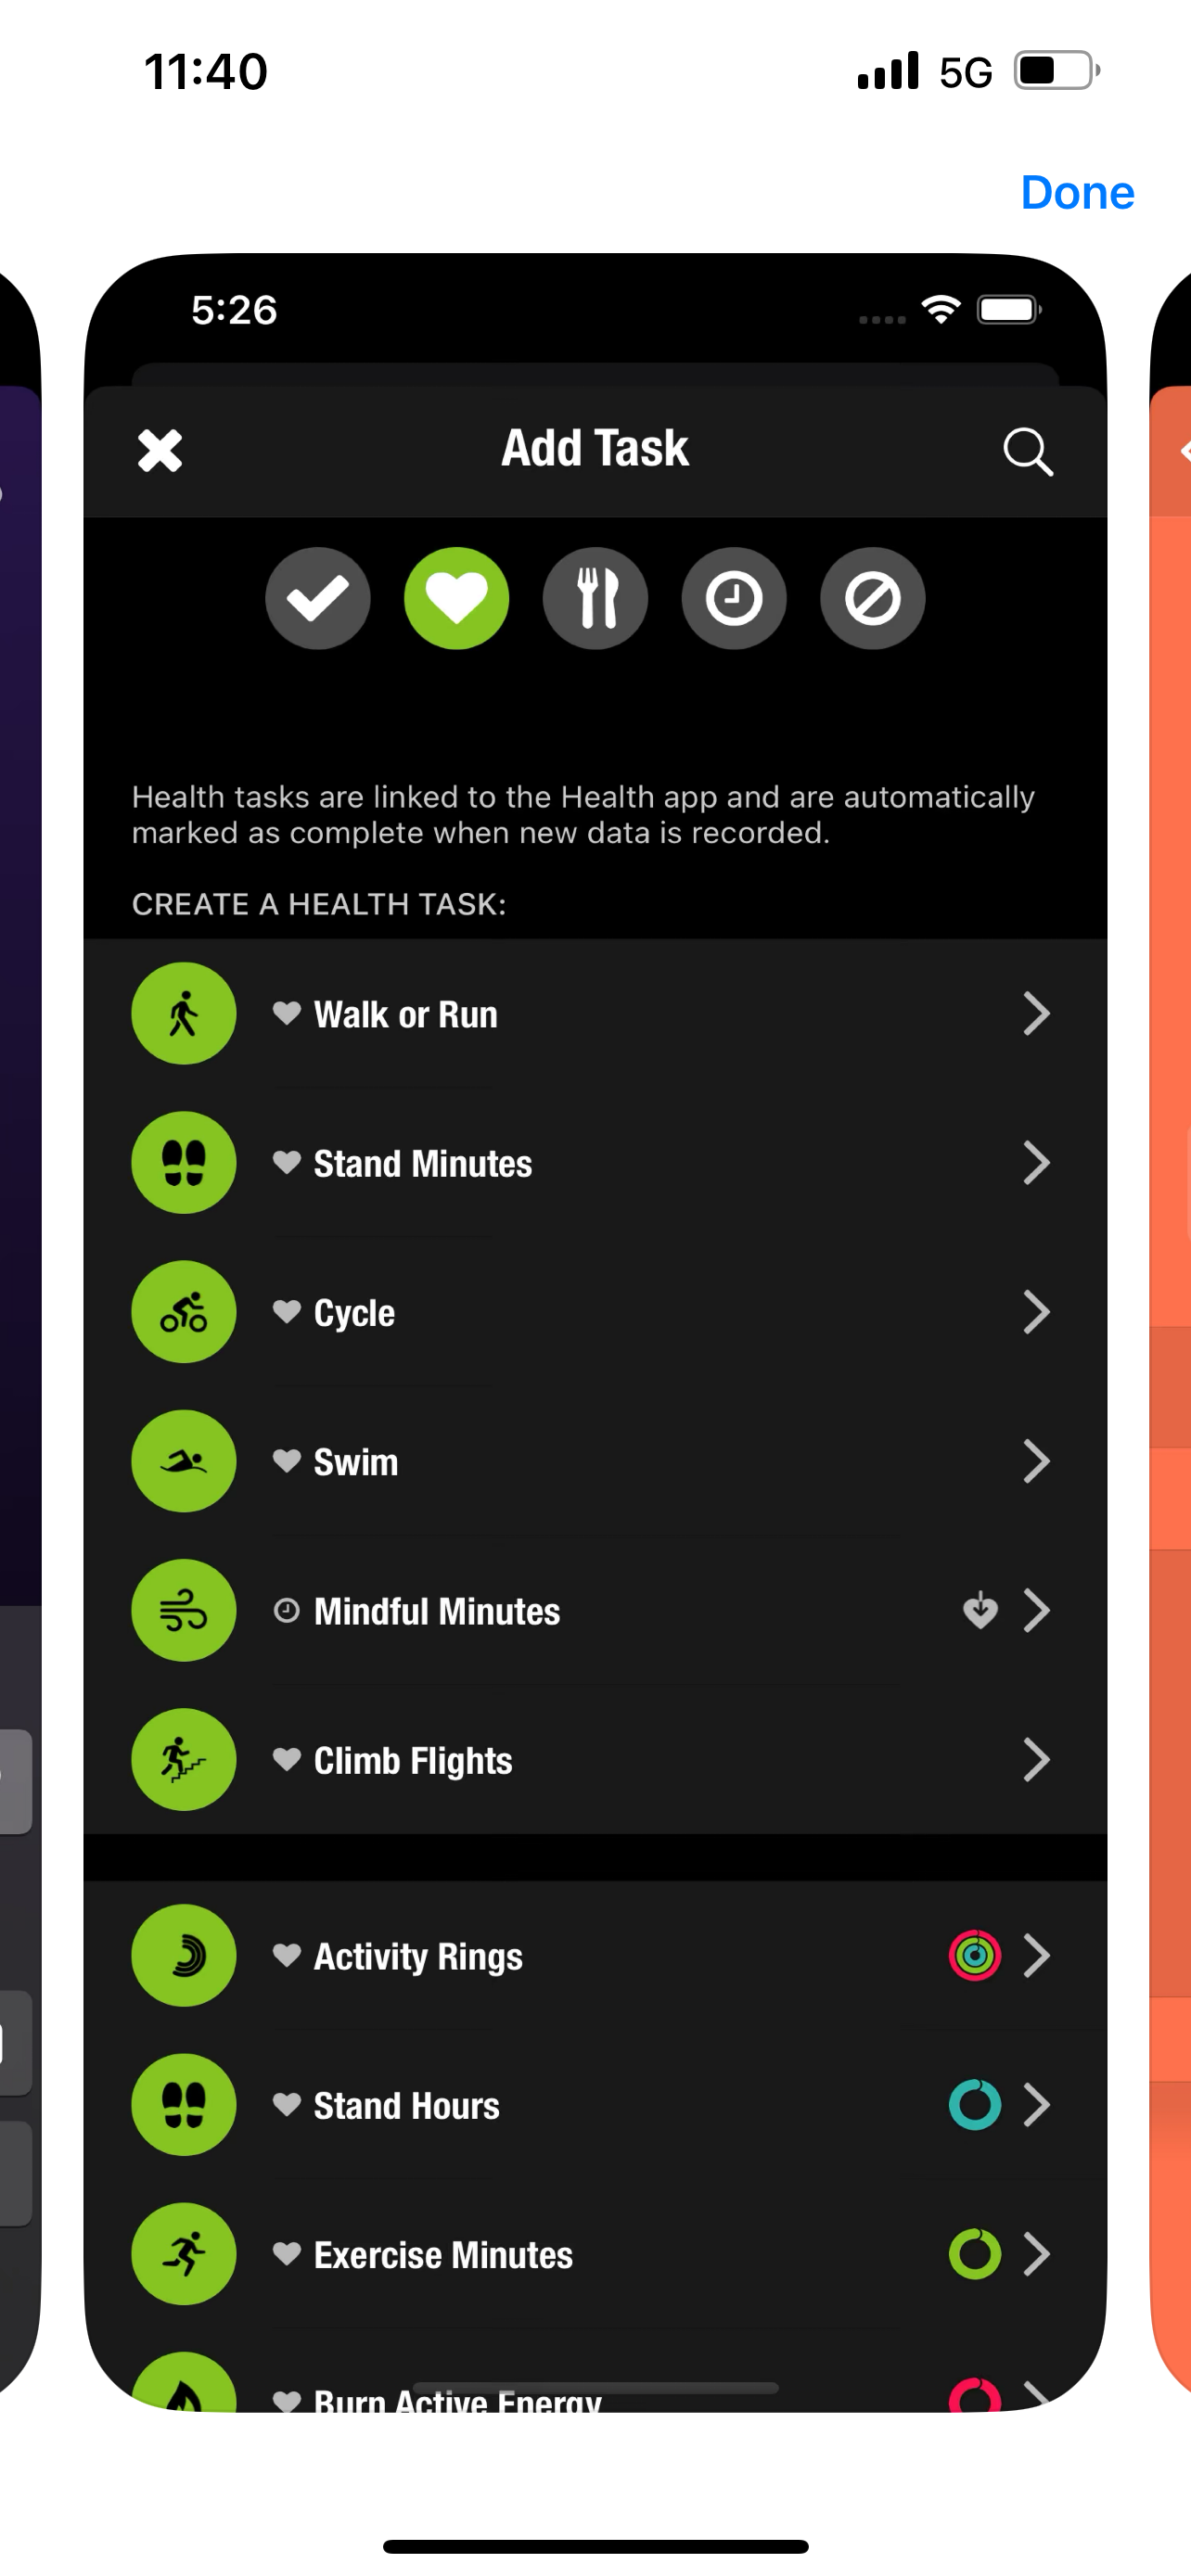 11:40
5G
Done
5:26
Add Task
Health tasks are linked to the Health app and are automatically
marked as complete when new data is recorded.
CREATE A HEALTH TASK:
Walk or Run
Stand Minutes
Cycle
Swim
Mindful Minutes
Climb Flights
Activity Rings
Stand Hours
Exercise Minutes
Burn Active Energy